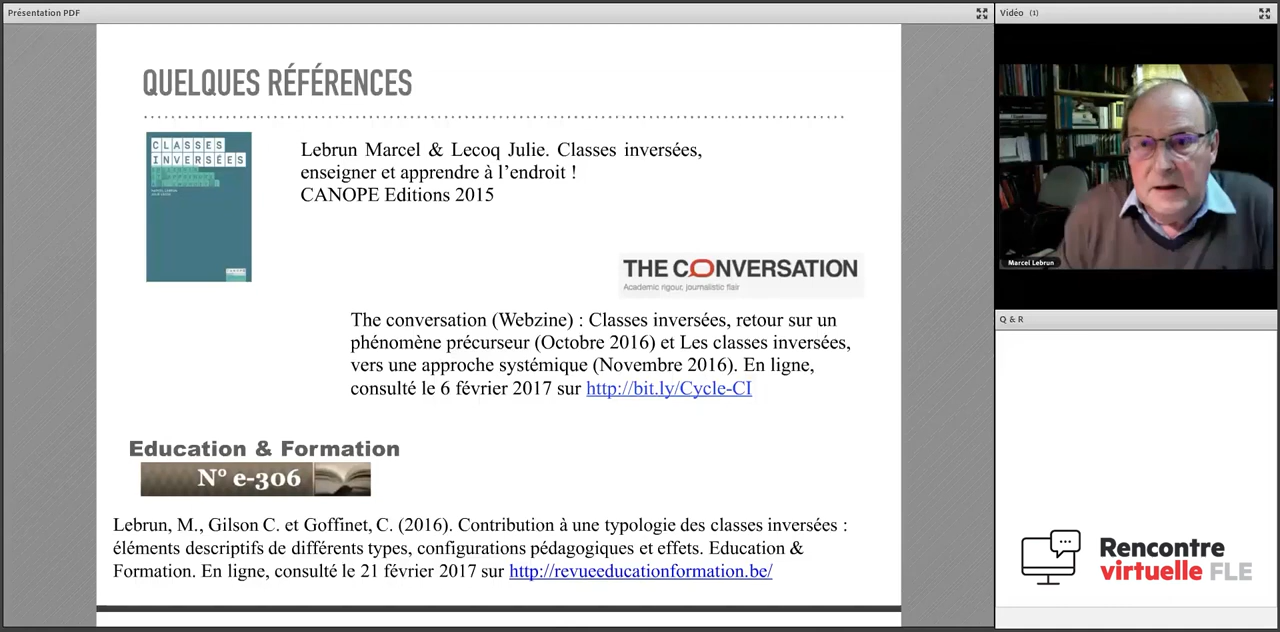 Présentation PDF
QUELQUES RÉFÉRENCES
CLASSES
INVERSÉES
Lebrun Marcel & Lecoq Julie. Classes inversées,
enseigner et apprendre à l’endroit !
CANOPE Editions 2015
THE CONVERSATION
Academic rigour, journalistic flair
The conversation (Webzine) : Classes inversées, retour sur un
phénomène précurseur (Octobre 2016) et Les classes inversées,
vers une approche systémique (Novembre 2016). En ligne,
consulté le 6 février 2017 sur http://bit.ly/Cycle-CI
Education & Formation
N° e-306
Lebrun, M., Gilson C. et Goffinet, C. (2016). Contribution à une typologie des classes inversées :
éléments descriptifs de différents types, configurations pédagogiques et effets. Education &
Formation. En ligne, consulté le 21 février 2017 sur http://revueeducationformation.be/
Vidéo (1)
Marcel Lebrun
Q & R
Rencontre
virtuelle FLE